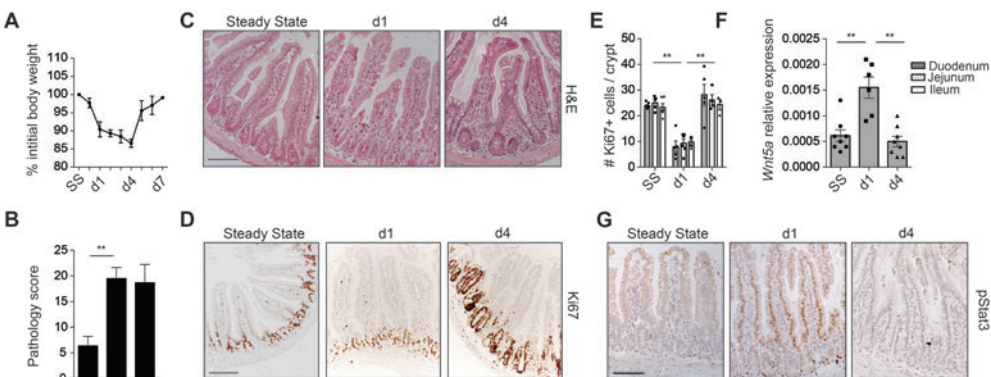 A
% intitial body weight
110
105
100
95
90
85
80
SS
d1
d4
d7
B
Pathology score
25
20
15
10
5
0
**
C
Steady State
d1
d4
H&E
D
Steady State
d1
d4
Ki67
E
# Ki67+ cells / crypt
50
40
30
20
10
0
**
**
SS
d1
d4
F
Wnt5a relative expression
0.0025
0.0020
0.0015
0.0010
0.0005
0.0000
**
**
SS
d1
d4
Duodenum
Jejunum
Ileum
G
Steady State
d1
d4
pStat3